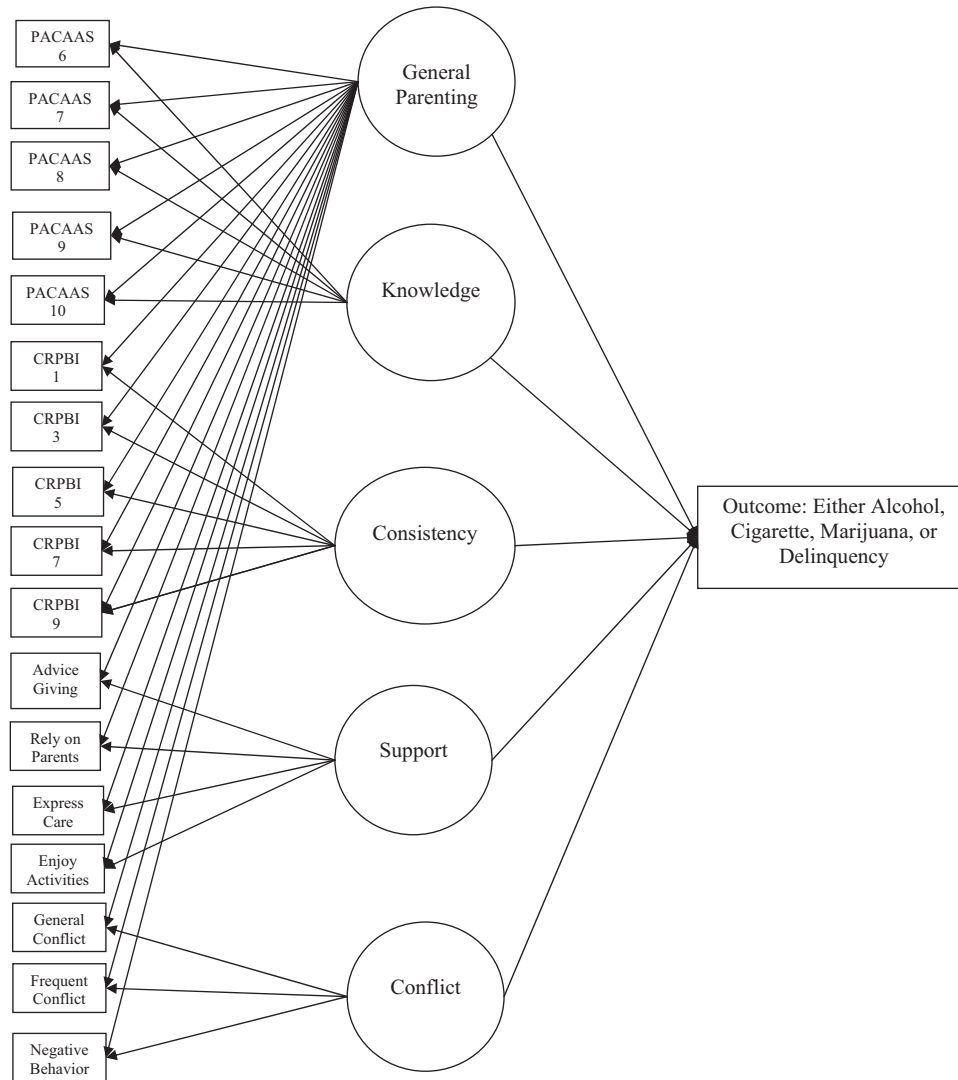 PACAAS
6
PACAAS
7
PACAAS
8
PACAAS
9
PACAAS
10
CRPBI
1
CRPBI
3
CRPBI
5
CRPBI
7
CRPBI
9
Advice
Giving
Rely on
Parents
Express
Care
Enjoy
Activities
General
Conflict
Frequent
Conflict
Negative
Behavior
General
Parenting
Knowledge
Consistency
Support
Conflict
Outcome: Either Alcohol,
Cigarette, Marijuana, or
Delinquency